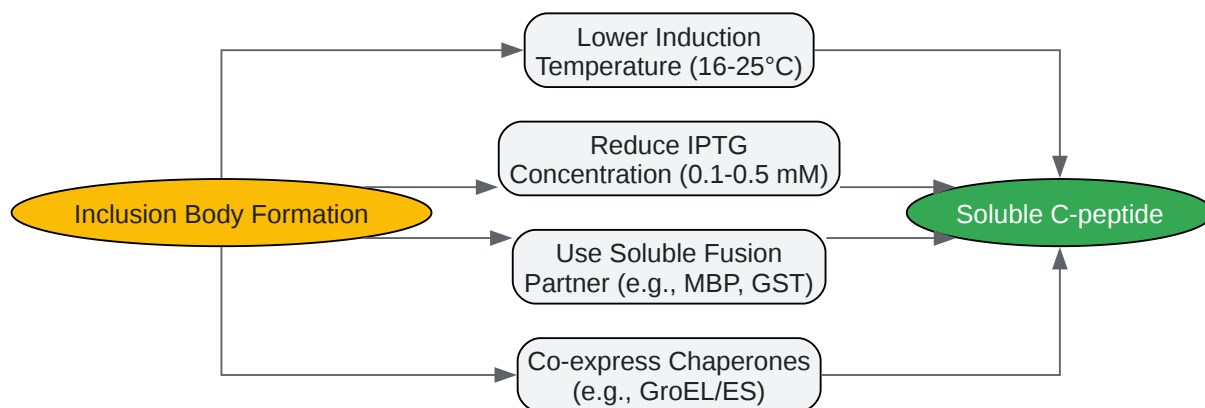 Lower Induction
Temperature (16-25°C)
Reduce IPTG
Concentration (0.1-0.5 mM)
Inclusion Body Formation
Soluble C-peptide
Use Soluble Fusion
Partner (e.g., MBP, GST)
Co-express Chaperones
(e.g., GroEL/ES)